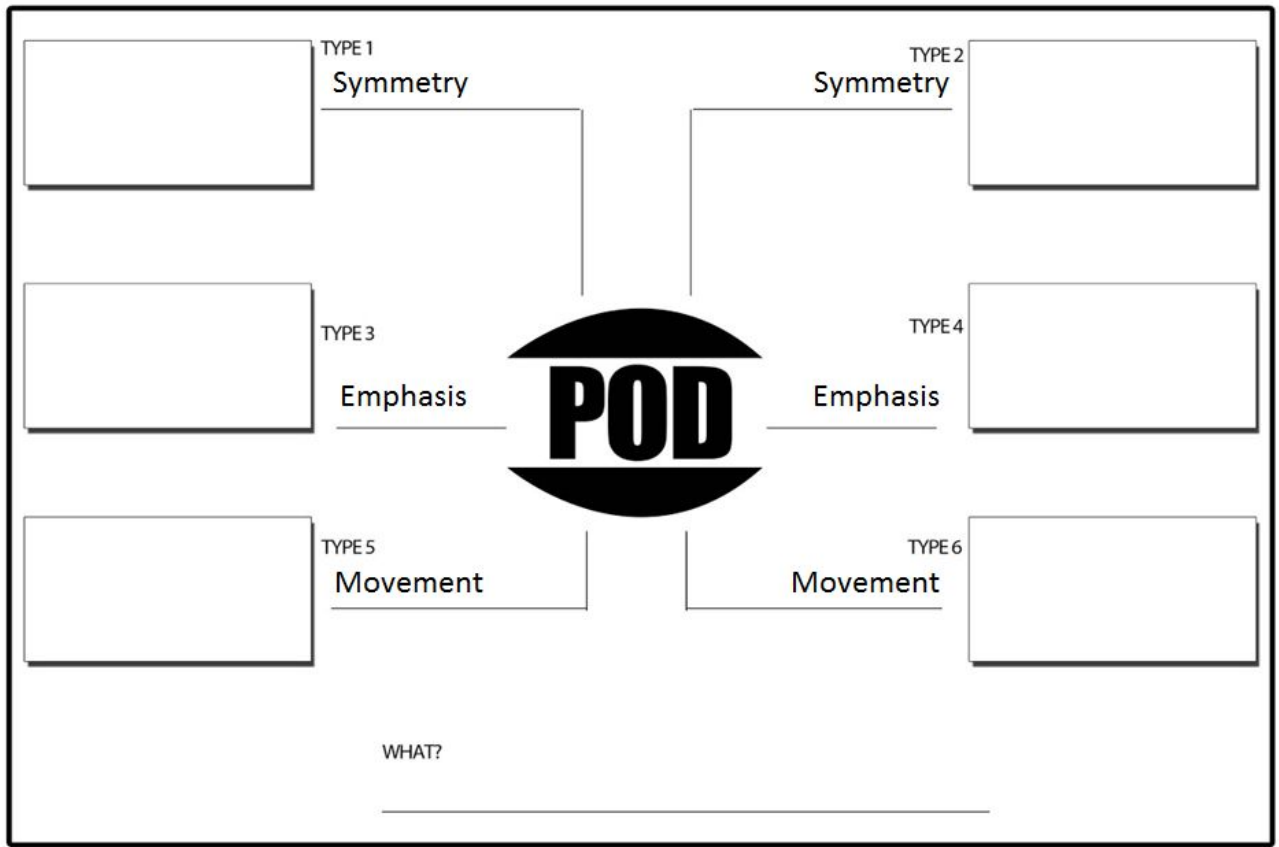 TYPE 1
Symmetry
TYPE 2
Symmetry
TYPE 3
Emphasis
TYPE 4
Emphasis
POD
TYPE 5
Movement
TYPE 6
Movement
WHAT?